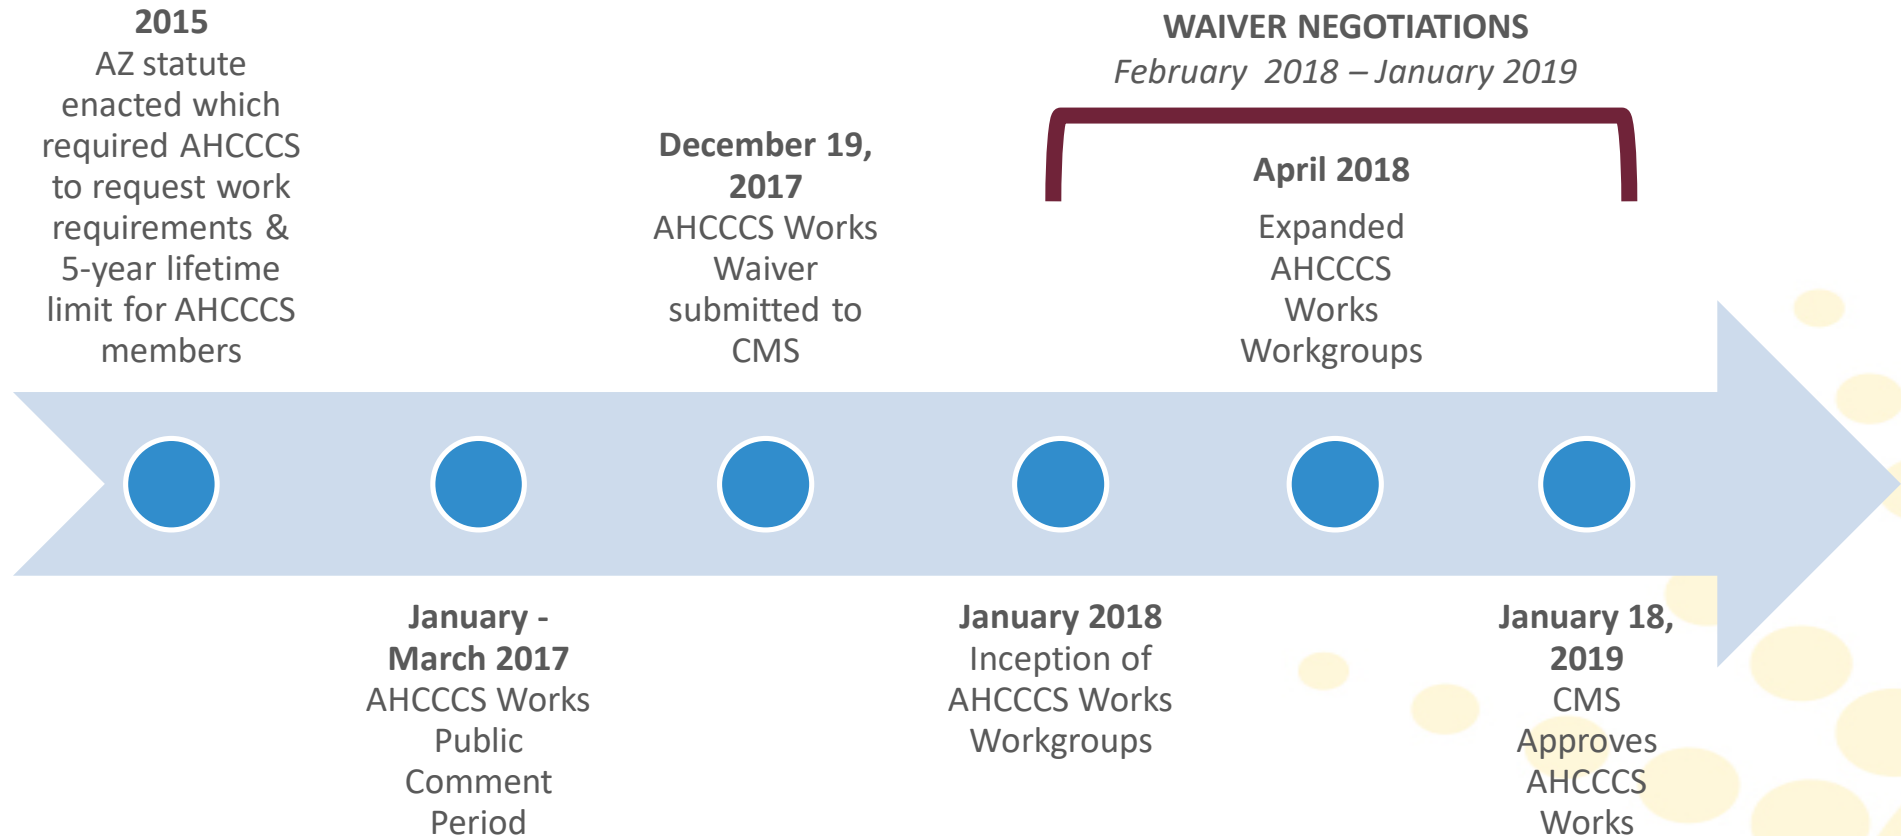 2015
AZ statute
enacted which
required AHCCCS
to request work
requirements &
5-year lifetime
limit for AHCCCS
members
January -
March 2017
AHCCCS Works
Public
Comment
Period
December 19,
2017
AHCCCS Works
Waiver
submitted to
CMS
January 2018
Inception of
AHCCCS Works
Workgroups
WAIVER NEGOTIATIONS
February 2018 – January 2019
April 2018
Expanded
AHCCCS
Works
Workgroups
January 18,
2019
CMS
Approves
AHCCCS
Works